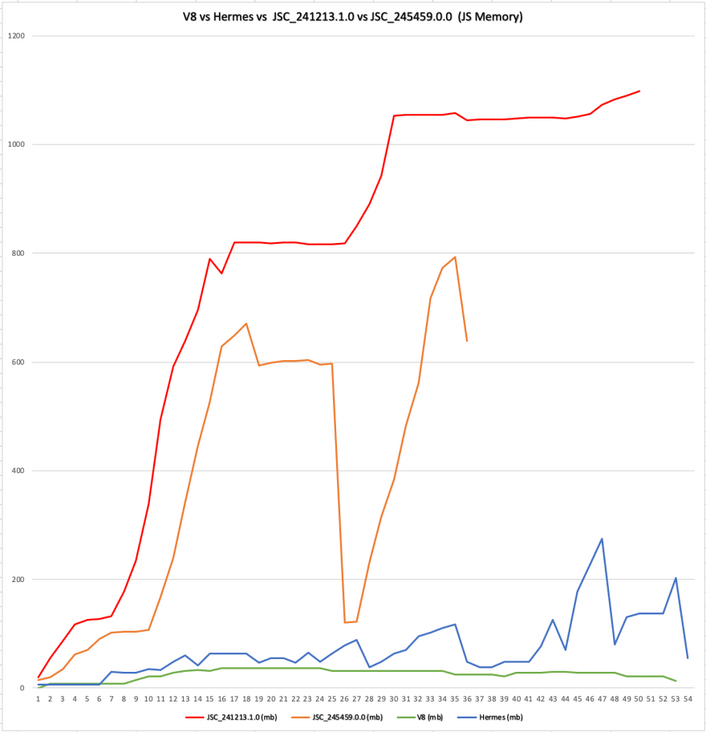 V8 vs Hermes vs JSC_241213.1.0 vs JSC_245459.0.0 (JS Memory)
1200
1000
800
600
400
200
0
1 2 3 4 5 6 7 8 9 10 11 12 13 14 15 16 17 18 19 20 21 22 23 24 25 26 27 28 29 30 31 32 33 34 35 36 37 38 39 40 41 42 43 44 45 46 47 48 49 50 51 52 53 54
JSC_241213.1.0 (mb) JSC_245459.0.0 (mb) V8 (mb) Hermes (mb)